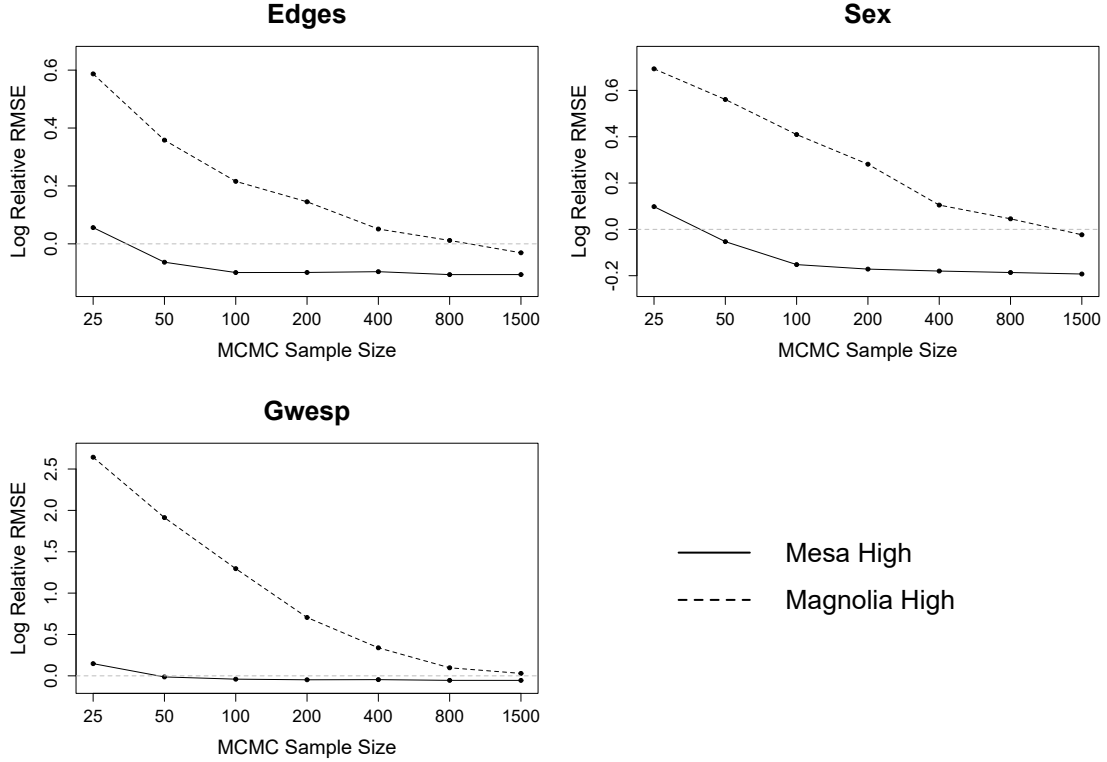 Edges
Log Relative RMSE
0.6
0.4
0.2
0.0
25 50 100 200 400 800 1500
MCMC Sample Size
Sex
Log Relative RMSE
0.6
0.4
0.2
0.0
-0.2
25 50 100 200 400 800 1500
MCMC Sample Size
Gwesp
Log Relative RMSE
2.5
2.0
1.5
1.0
0.5
0.0
25 50 100 200 400 800 1500
MCMC Sample Size
Mesa High
Magnolia High